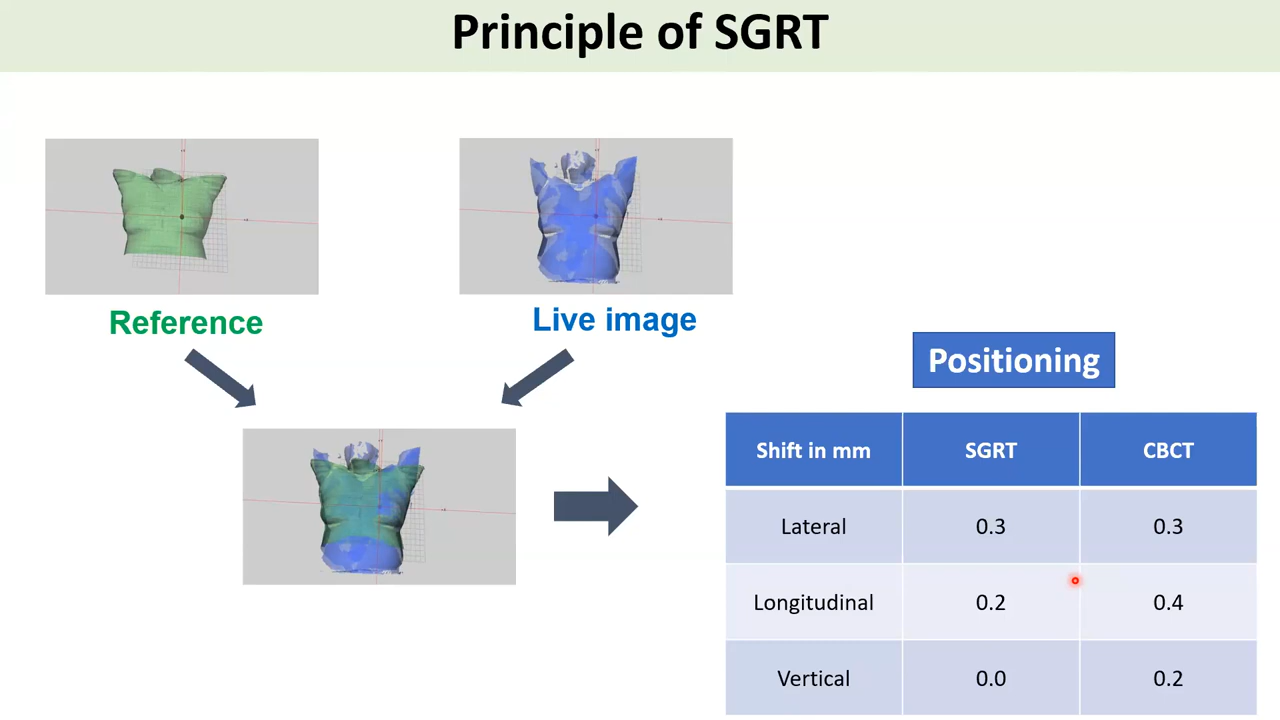 Principle of SGRT
Reference
Live image
Positioning
Shift in mm SGRT CBCT
Lateral 0.3 0.3
Longitudinal 0.2 0.4
Vertical 0.0 0.2